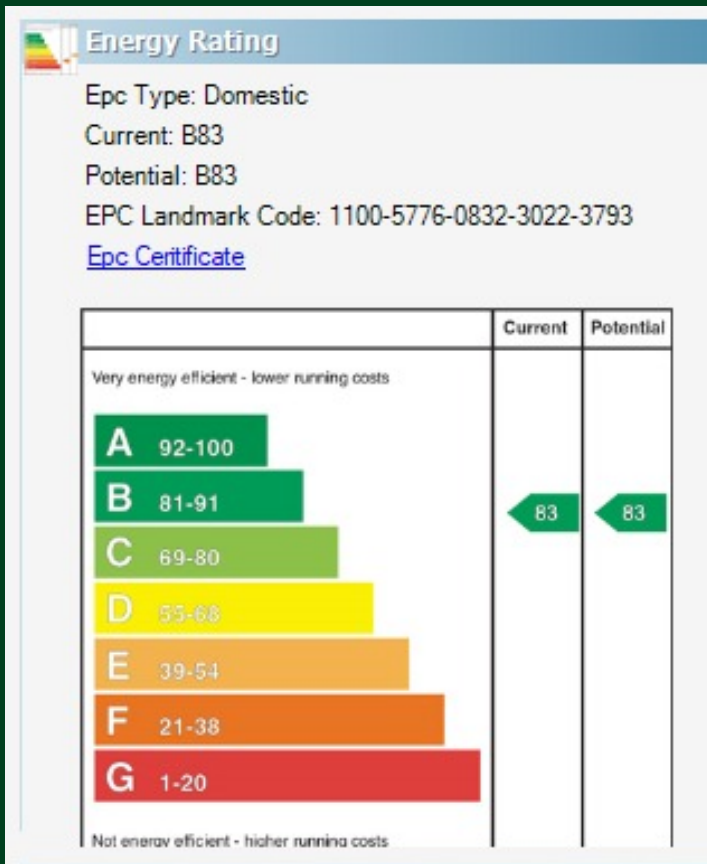 Energy Rating
Epc Type: Domestic
Current: B83
Potential: B83
EPC Landmark Code: 1100-5776-0832-3022-3793
Epc Ceritificate
Current Potential
Very energy efficient - lower running costs
A 92-100
B 81-91
83 83
C 69-80
D 55-68
E 39-54
F 21-38
G 1-20
Not energy efficient - higher running costs